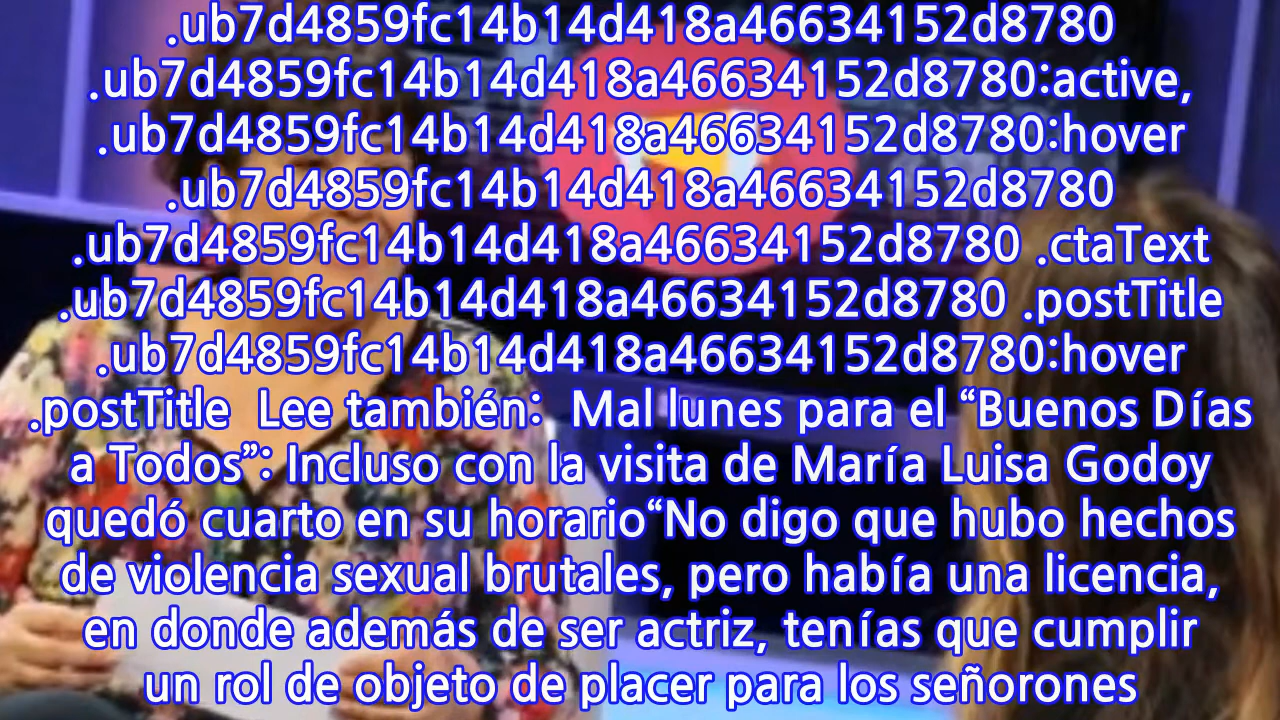 .ub7d4859fc14b14d418a46634152d8780
.ub7d4859fc14b14d418a46634152d8780:active,
.ub7d4859fc14b14d418a46634152d8780:hover
.ub7d4859fc14b14d418a46634152d8780
.ub7d4859fc14b14d418a46634152d8780 .ctaText
.ub7d4859fc14b14d418a46634152d8780 .postTitle
.ub7d4859fc14b14d418a46634152d8780:hover
.postTitle  Lee también:  Mal lunes para el “Buenos Días
a Todos”: Incluso con la visita de María Luisa Godoy
quedó cuarto en su horario“No digo que hubo hechos
de violencia sexual brutales, pero había una licencia,
en donde además de ser actriz, tenías que cumplir
un rol de objeto de placer para los señorones